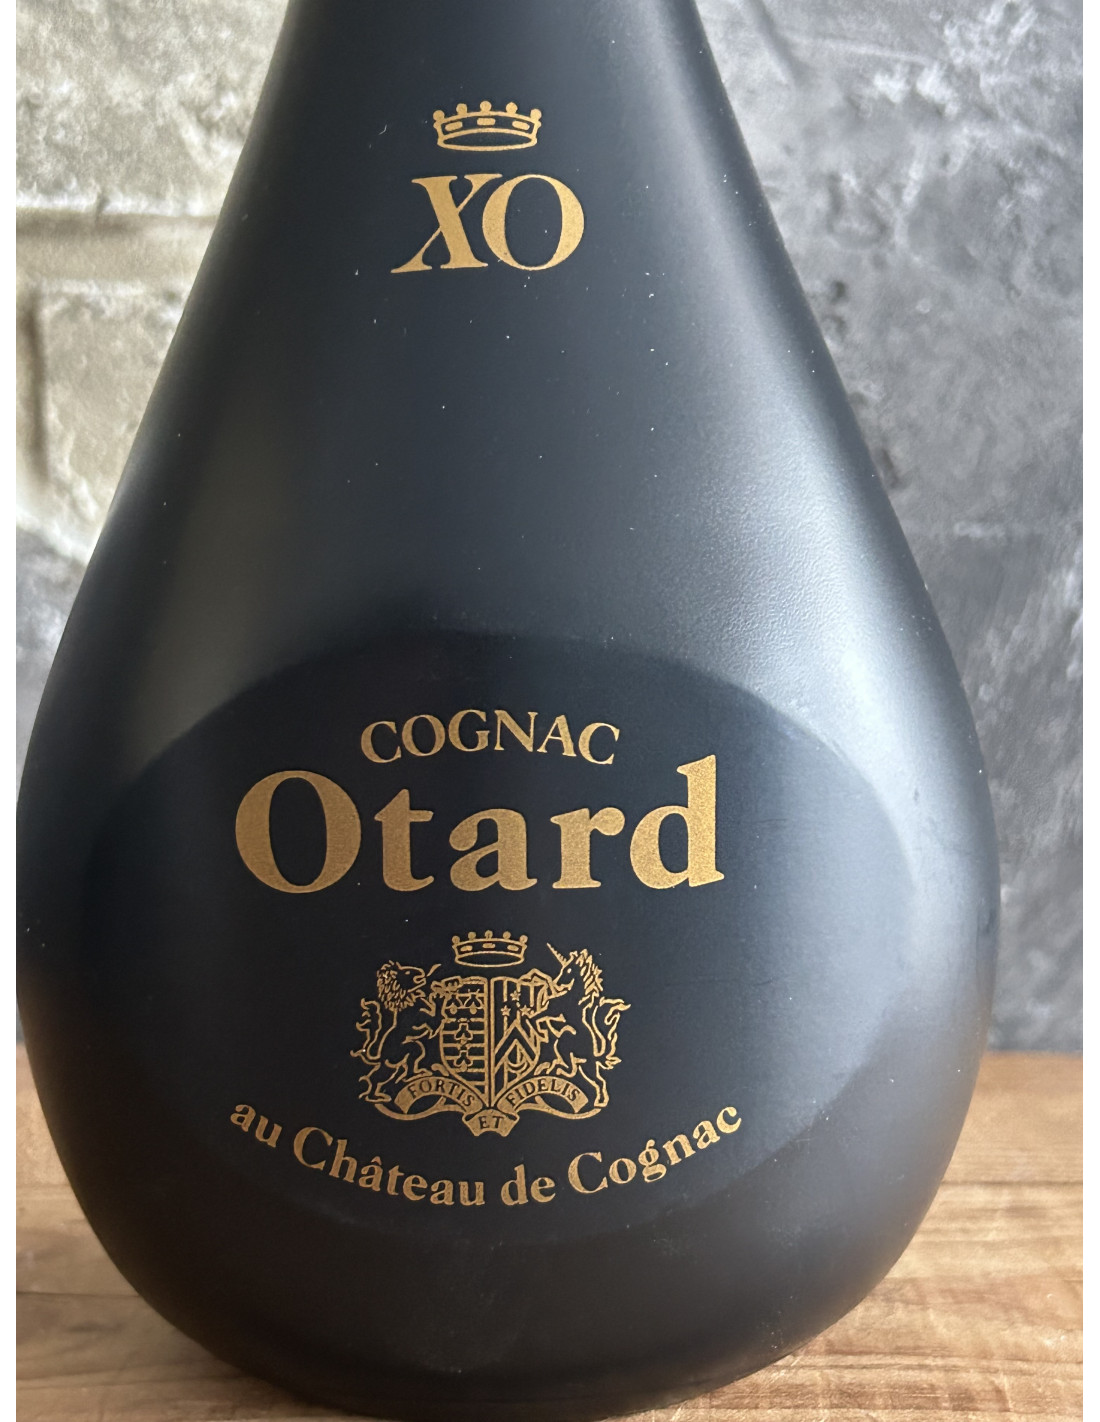 XO
COGNAC
Otard
FORTIS ET FIDELIS
au Château de Cognac